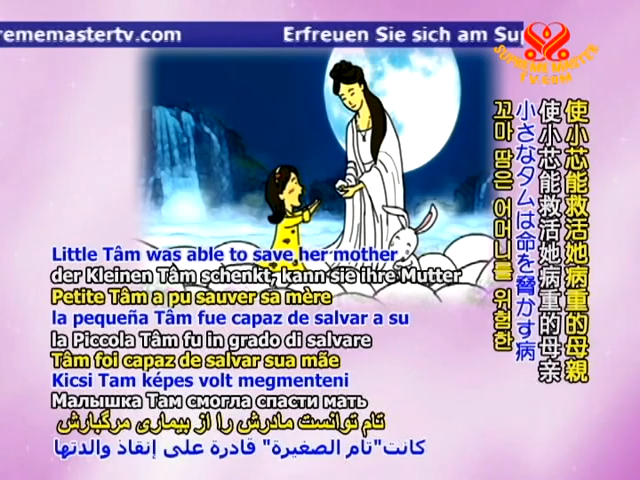 rememastertv.com
Erfreuen Sie sich am Sup
SUPREME MASTER
TV.COM
Little Tâm was able to save her mother
der Kleinen Tâm schenkt, kann sie ihre Mutter
Petite Tâm a pu sauver sa mère
la pequeña Tâm fue capaz de salvar a su
la Piccola Tâm fu in grado di salvare
Tâm foi capaz de salvar sua mãe
Kicsi Tam képes volt megmenteni
Малышка Там смогла спасти мать
تام توانست مادرش را از بیماری مرگبارش
كانت"تام الصغيرة" قادرة على إنقاذ والدتها
使小芯能救活她病重的母親
使小芯能救活她病重的母亲
小さなタムは命を脅かす病
꼬마 땀은 어머니를 위험한